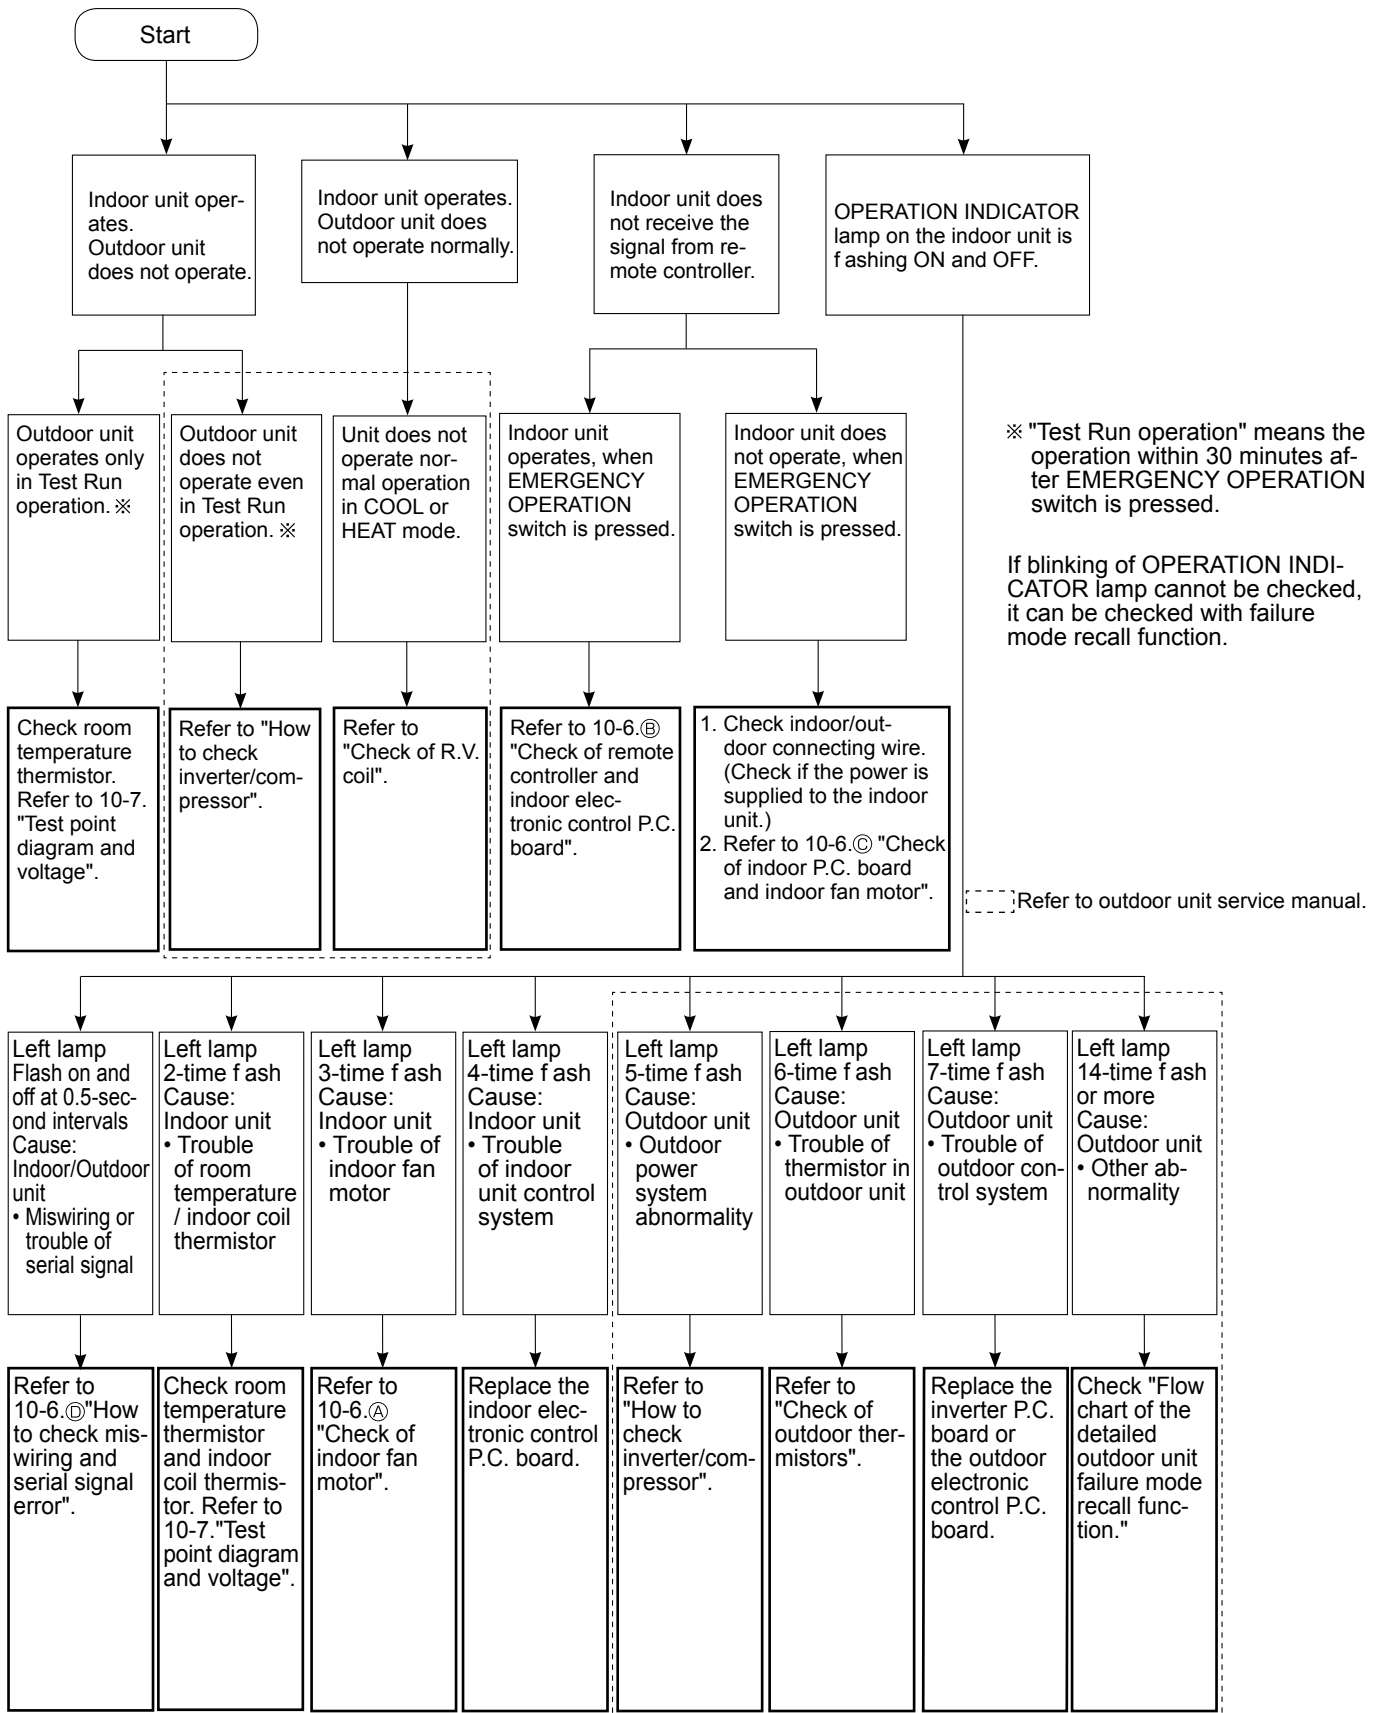 Start
Indoor unit oper-
ates.
Outdoor unit
does not operate.
Indoor unit operates.
Outdoor unit does
not operate normally.
Indoor unit does
not receive the
signal from re-
mote controller.
OPERATION INDICATOR
lamp on the indoor unit is
f ashing ON and OFF.
Outdoor unit
operates only
in Test Run
operation. ※
Outdoor unit
does not
operate even
in Test Run
operation. ※
Unit does not
operate nor-
mal operation
in COOL or
HEAT mode.
Indoor unit
operates, when
EMERGENCY
OPERATION
switch is pressed.
Indoor unit does
not operate, when
EMERGENCY
OPERATION
switch is pressed.
※ "Test Run operation" means the
operation within 30 minutes af-
ter EMERGENCY OPERATION
switch is pressed.
If blinking of OPERATION INDI-
CATOR lamp cannot be checked,
it can be checked with failure
mode recall function.
Check room
temperature
thermistor.
Refer to 10-7.
"Test point
diagram and
voltage".
Refer to "How
to check
inverter/com-
pressor".
Refer to
"Check of R.V.
coil".
Refer to 10-6.Ⓑ
"Check of remote
controller and
indoor elec-
tronic control P.C.
board".
1. Check indoor/out-
door connecting wire.
(Check if the power is
supplied to the indoor
unit.)
2. Refer to 10-6.Ⓒ "Check
of indoor P.C. board
and indoor fan motor".
Refer to outdoor unit service manual.
Left lamp
Flash on and
off at 0.5-sec-
ond intervals
Cause:
Indoor/Outdoor
unit
• Miswiring or
trouble of
serial signal
Left lamp
2-time f ash
Cause:
Indoor unit
• Trouble
of room
temperature
/ indoor coil
thermistor
Left lamp
3-time f ash
Cause:
Indoor unit
• Trouble of
indoor fan
motor
Left lamp
4-time f ash
Cause:
Indoor unit
• Trouble
of indoor
unit control
system
Left lamp
5-time f ash
Cause:
Outdoor unit
• Outdoor
power
system
abnormality
Left lamp
6-time f ash
Cause:
Outdoor unit
• Trouble of
thermistor in
outdoor unit
Left lamp
7-time f ash
Cause:
Outdoor unit
• Trouble of
outdoor con-
trol system
Left lamp
14-time f ash
or more
Cause:
Outdoor unit
• Other ab-
normality
Refer to
10-6.Ⓓ"How
to check mis-
wiring and
serial signal
error".
Check room
temperature
thermistor
and indoor
coil thermis-
tor. Refer to
10-7."Test
point diagram
and voltage".
Refer to
10-6.Ⓐ
"Check of
indoor fan
motor".
Replace the
indoor elec-
tronic control
P.C. board.
Refer to
"How to
check
inverter/com-
pressor".
Refer to
"Check of
outdoor ther-
mistors".
Replace the
inverter P.C.
board or
the outdoor
electronic
control P.C.
board.
Check "Flow
chart of the
detailed
outdoor unit
failure mode
recall func-
tion."